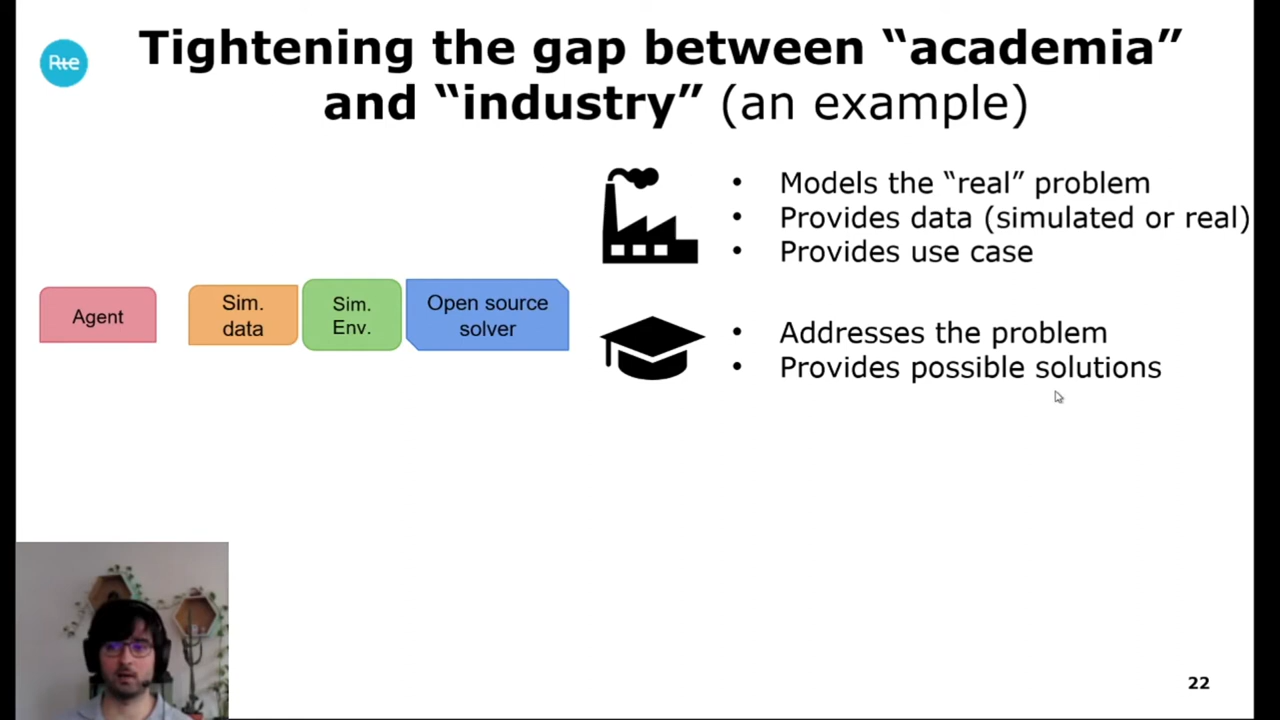 Rte
Tightening the gap between “academia”
and “industry” (an example)
• Models the “real” problem
• Provides data (simulated or real)
• Provides use case
Agent
Sim.
data
Sim.
Env.
Open source
solver
• Addresses the problem
• Provides possible solutions
22